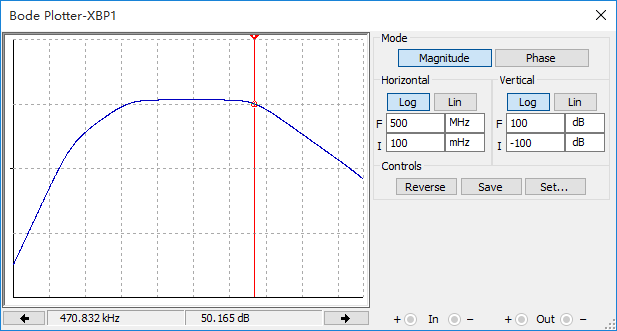 Bode Plotter-XBP1
Mode
Magnitude Phase
Horizontal Vertical
Log Lin Log Lin
F 500 MHz F 100 dB
I 100 mHz I -100 dB
Controls
Reverse Save Set...
470.832 kHz 50.165 dB
+ In - + Out -